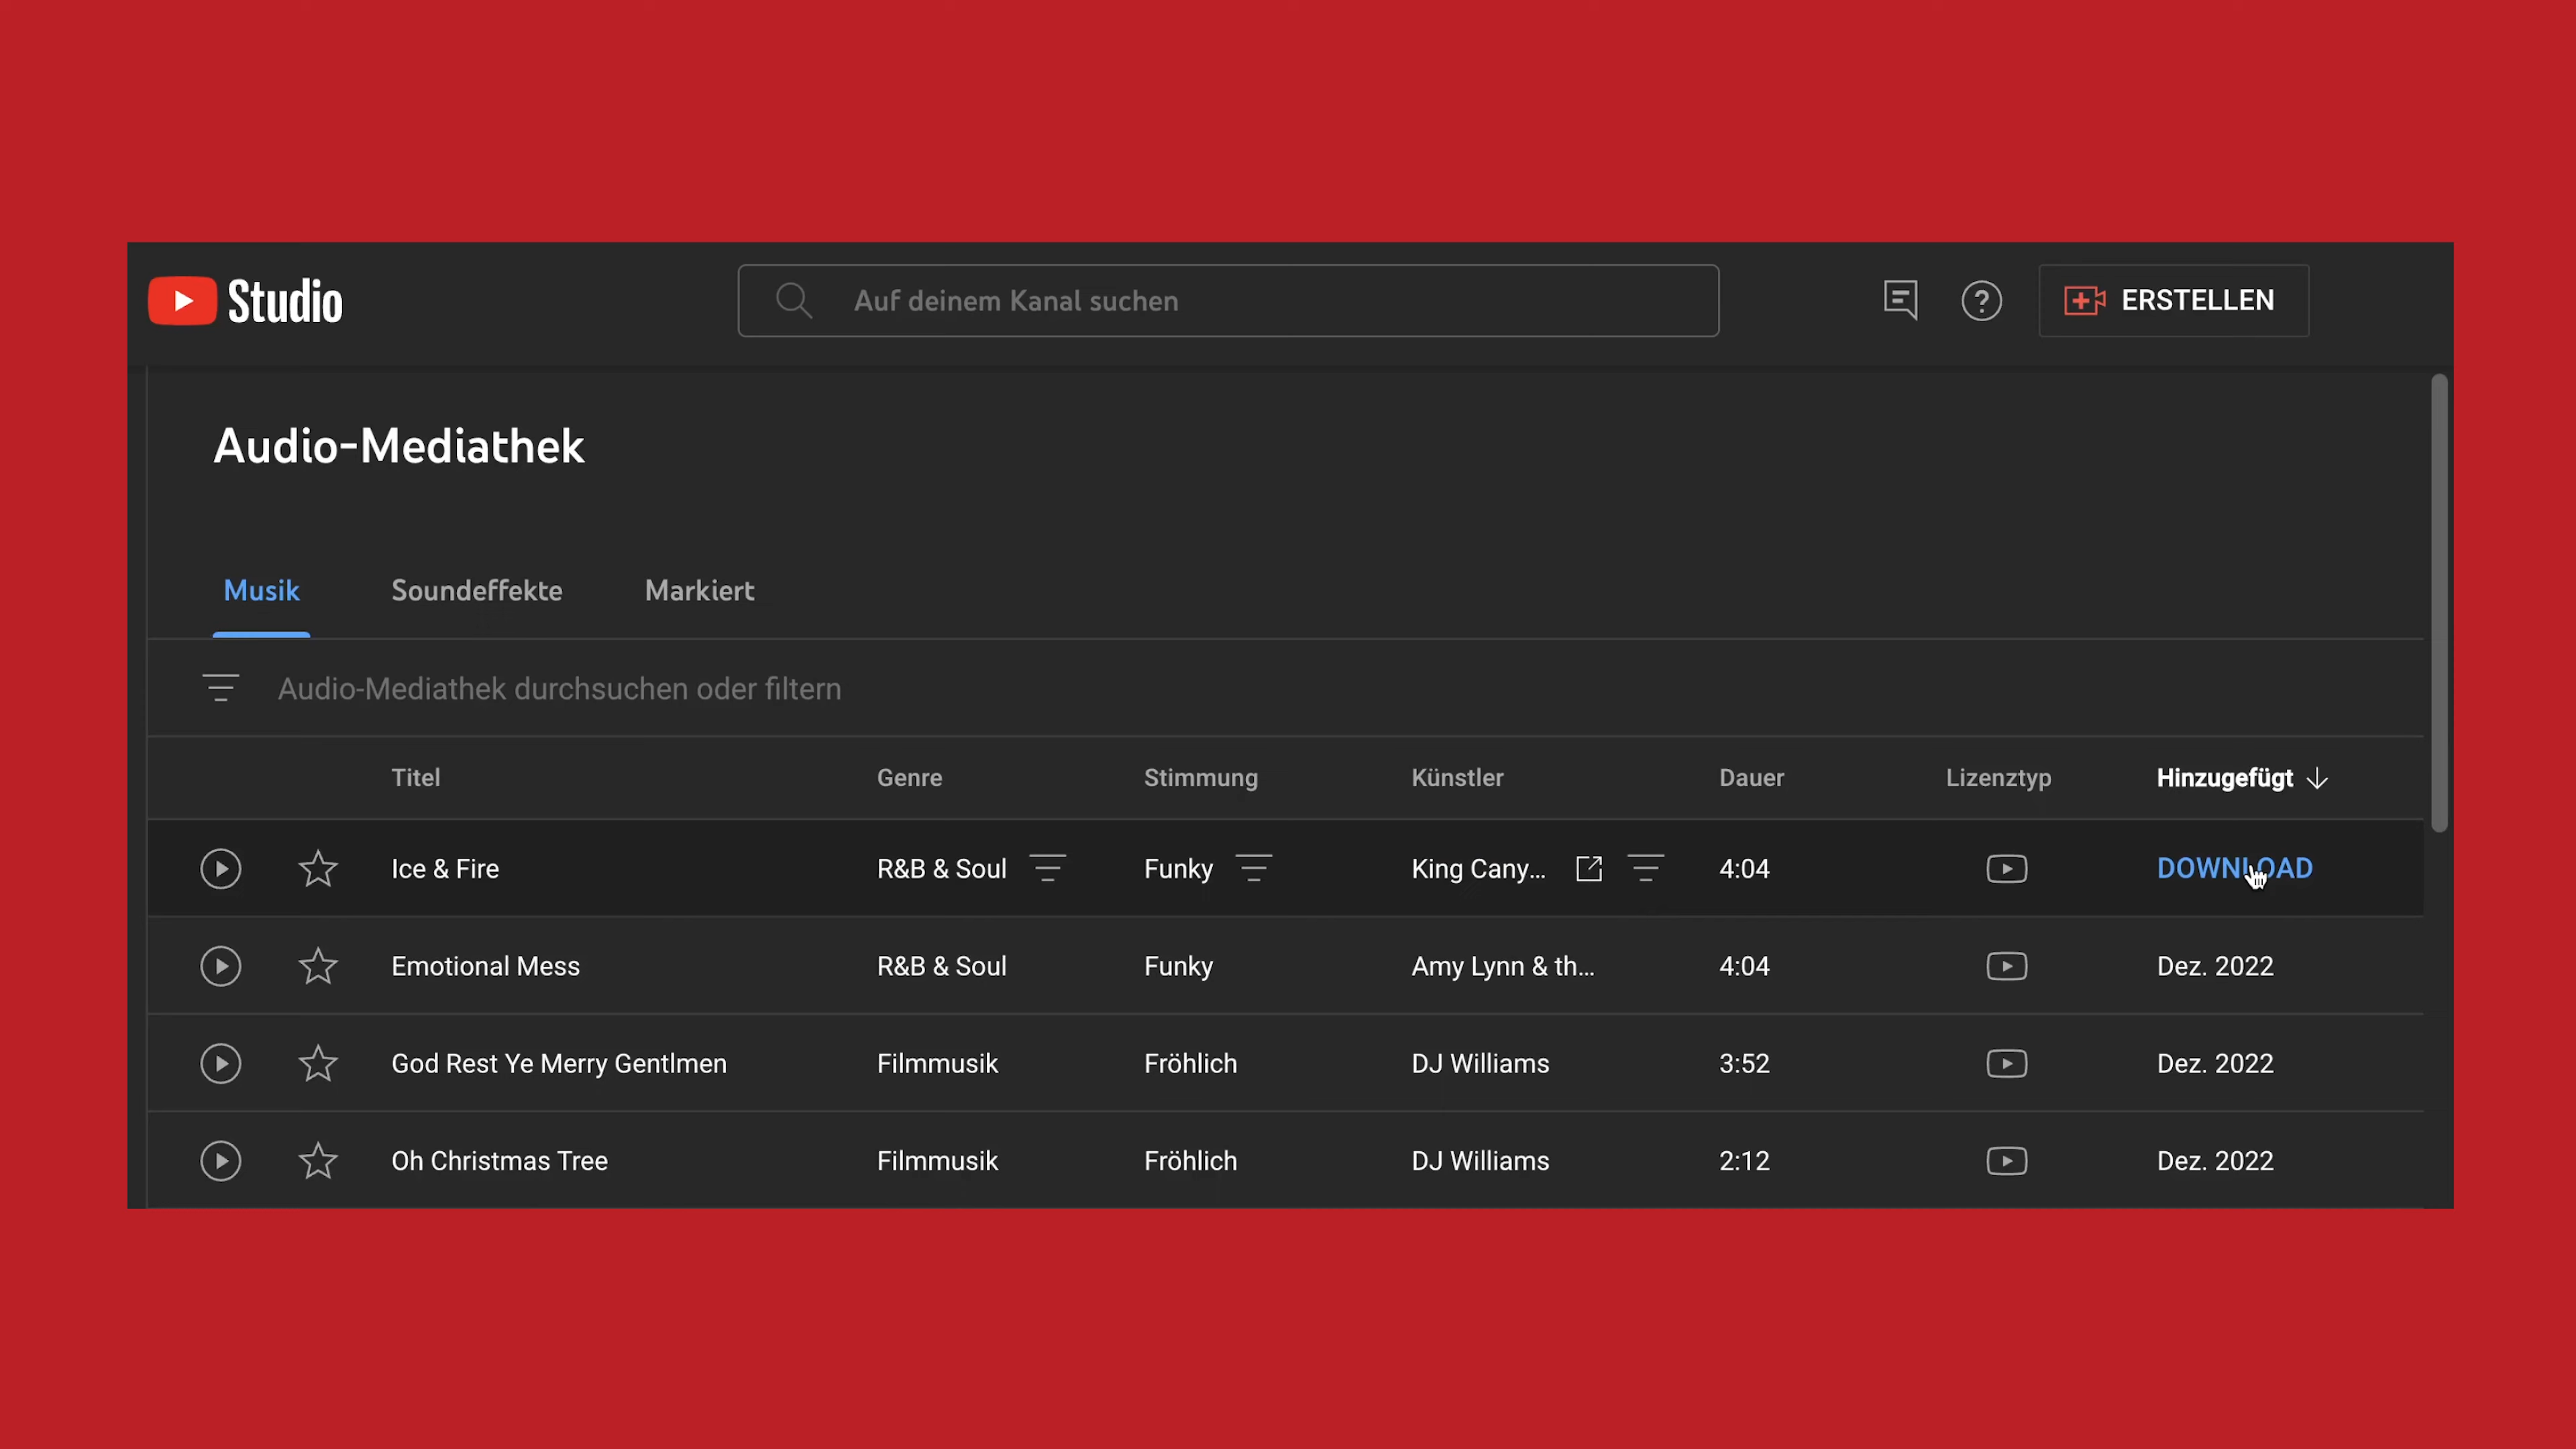 Studio
Auf deinem Kanal suchen
ERSTELLEN
Audio-Mediathek
Musik Soundeffekte Markiert
Audio-Mediathek durchsuchen oder filtern
Titel Genre Stimmung Künstler Dauer Lizenztyp Hinzugefügt
Ice & Fire R&B & Soul Funky King Cany... 4:04 DOWNLOAD
Emotional Mess R&B & Soul Funky Amy Lynn & th... 4:04 Dez. 2022
God Rest Ye Merry Gentlmen Filmmusik Fröhlich DJ Williams 3:52 Dez. 2022
Oh Christmas Tree Filmmusik Fröhlich DJ Williams 2:12 Dez. 2022